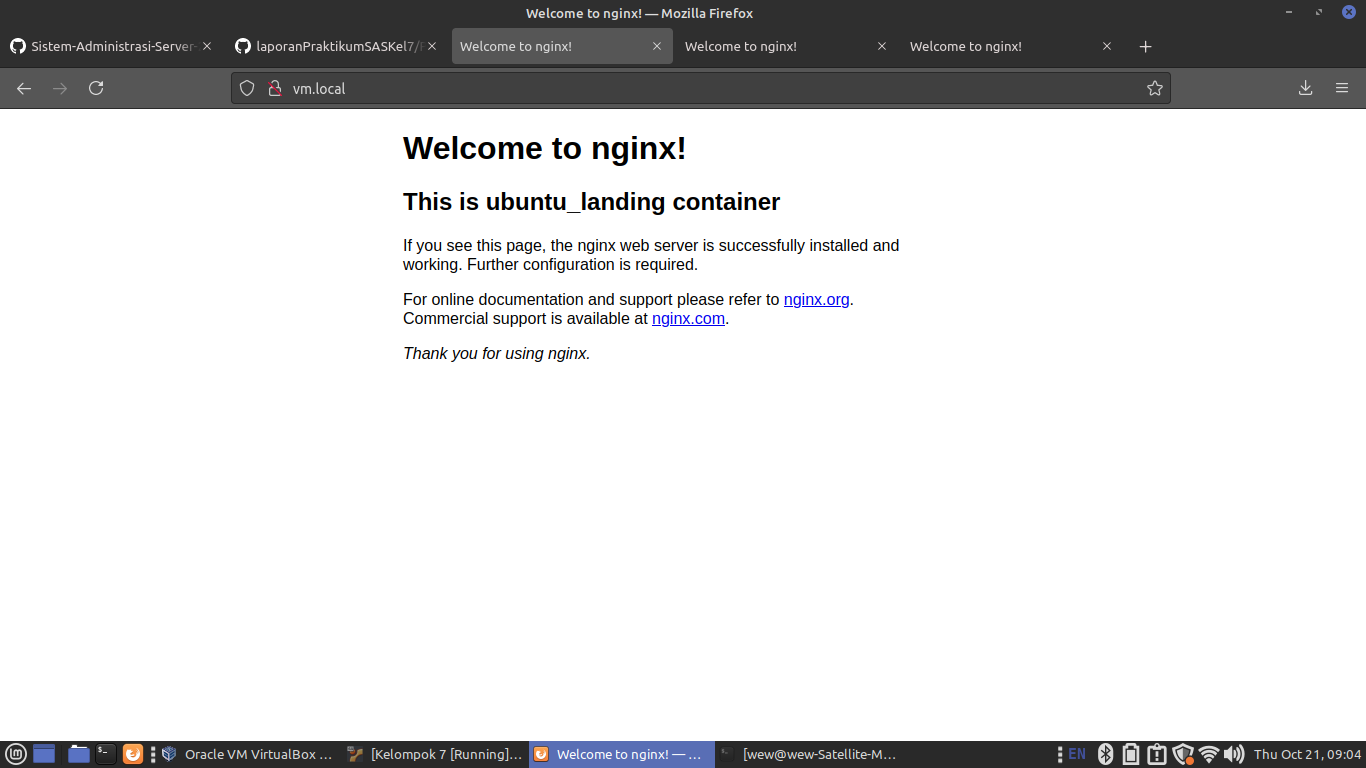 Welcome to nginx! — Mozilla Firefox
Sistem-Administrasi-Server-
laporanPraktikumSASKel7/
Welcome to nginx!
Welcome to nginx!
Welcome to nginx!
vm.local
Welcome to nginx!
This is ubuntu_landing container
If you see this page, the nginx web server is successfully installed and
working. Further configuration is required.
For online documentation and support please refer to nginx.org.
Commercial support is available at nginx.com.
Thank you for using nginx.
Oracle VM VirtualBox ...
[Kelompok 7 [Running]...
Welcome to nginx! — ...
[wew@wew-Satellite-M...
EN
Thu Oct 21, 09:04